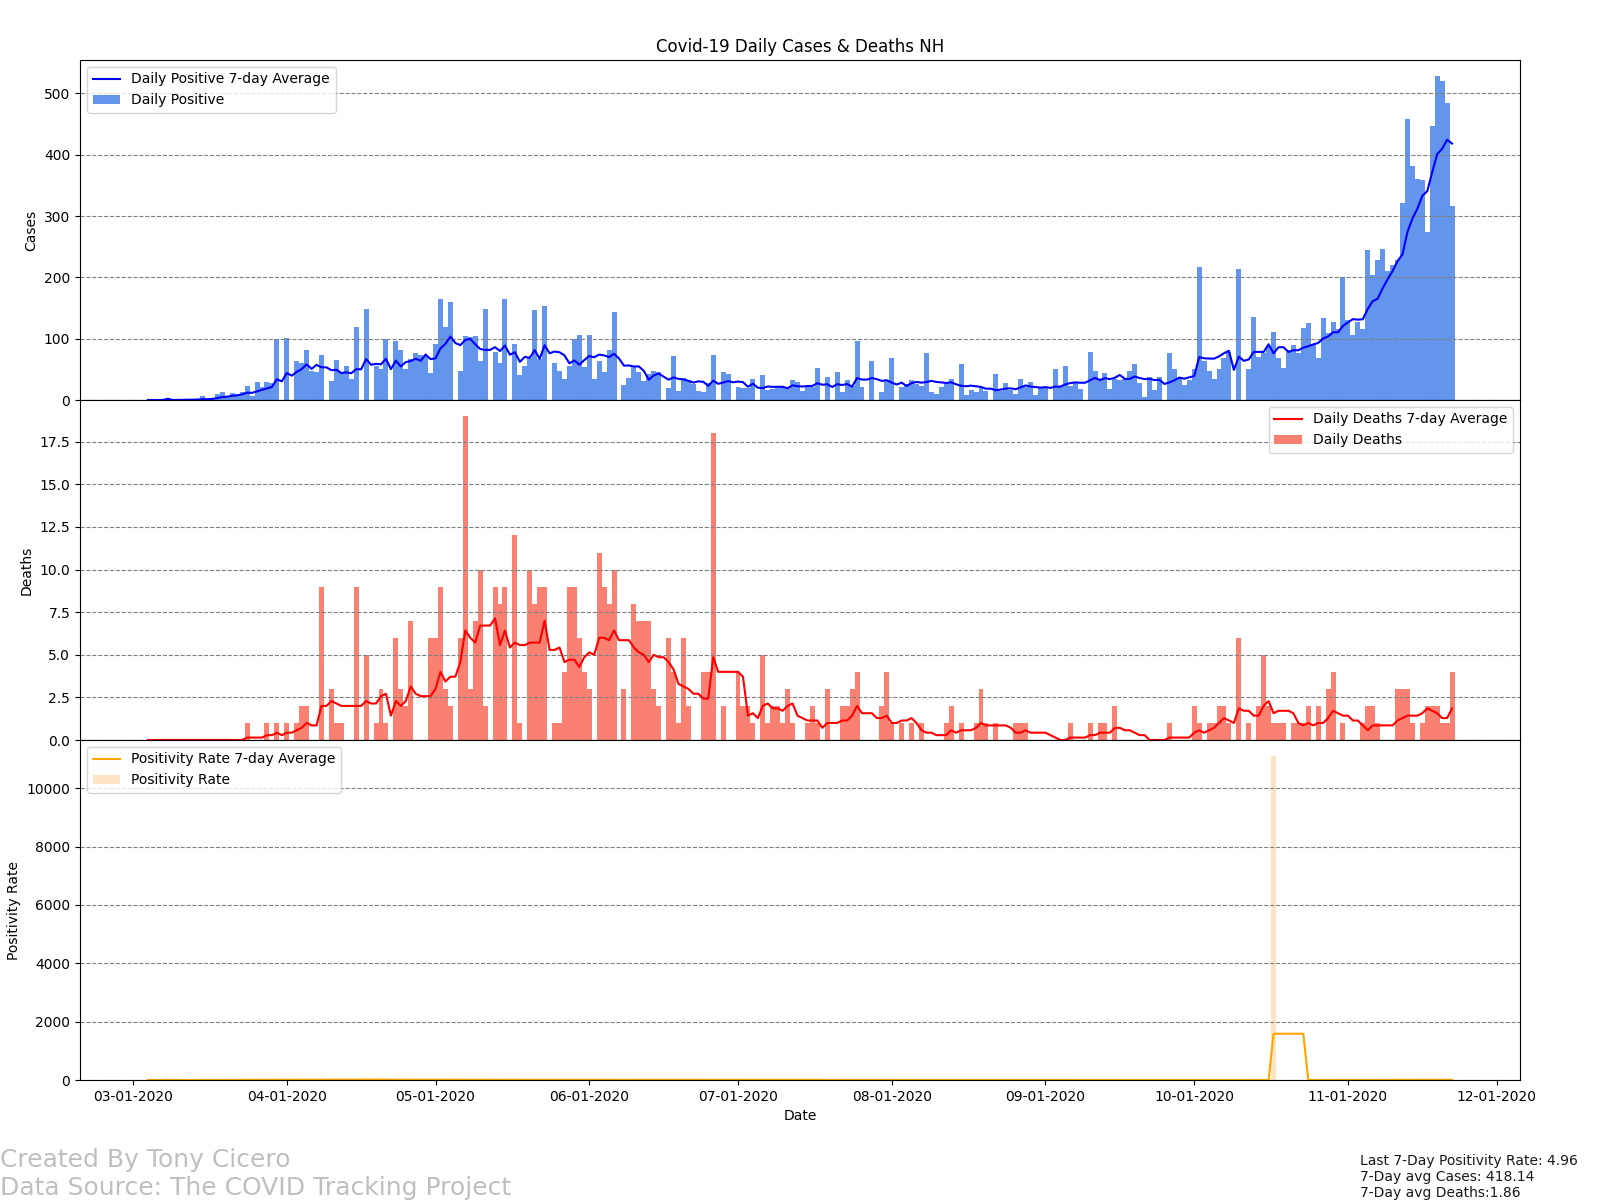 Covid-19 Daily Cases & Deaths NH
Daily Positive 7-day Average
Daily Positive
500
400
300
200
100
0
Cases
Daily Deaths 7-day Average
Daily Deaths
17.5
15.0
12.5
10.0
7.5
5.0
2.5
0.0
Deaths
Positivity Rate 7-day Average
Positivity Rate
10000
8000
6000
4000
2000
0
Positivity Rate
03-01-2020 04-01-2020 05-01-2020 06-01-2020 07-01-2020 08-01-2020 09-01-2020 10-01-2020 11-01-2020 12-01-2020
Date
Created By Tony Cicero
Data Source: The COVID Tracking Project
Last 7-Day Positivity Rate: 4.96
7-Day avg Cases: 418.14
7-Day avg Deaths:1.86